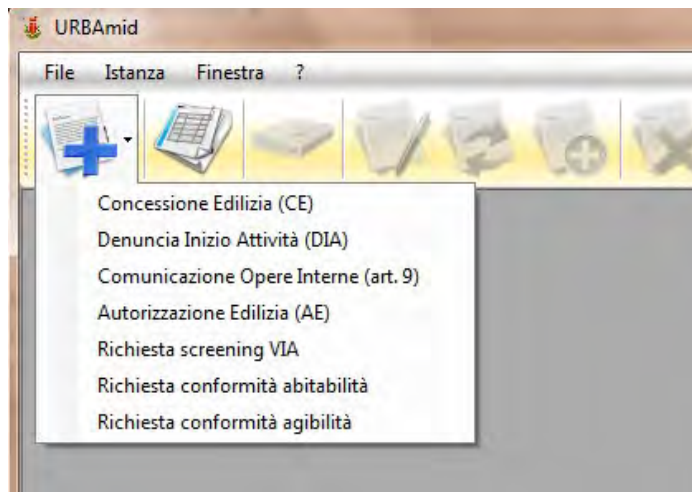 URBAmid
File Istanza Finestra ?
Concessione Edilizia (CE)
Denuncia Inizio Attività (DIA)
Comunicazione Opere Interne (art. 9)
Autorizzazione Edilizia (AE)
Richiesta screening VIA
Richiesta conformità abitabilità
Richiesta conformità agibilità